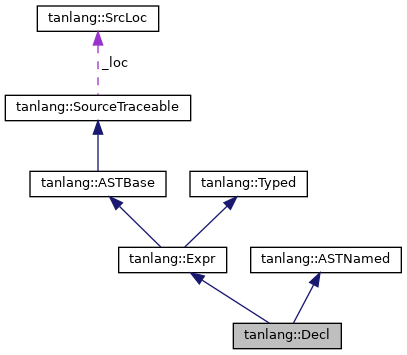 tanlang::SrcLoc
_loc
tanlang::SourceTraceable
tanlang::ASTBase
tanlang::Typed
tanlang::Expr
tanlang::ASTNamed
tanlang::Decl